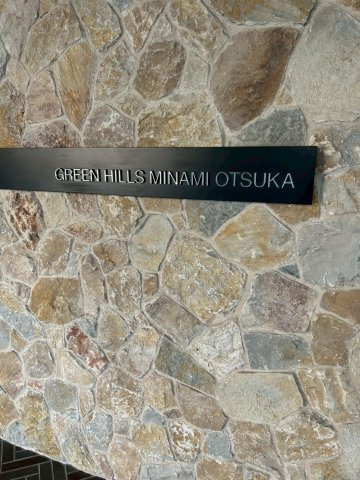 GREEN HILLS MINAMI OTSUKA